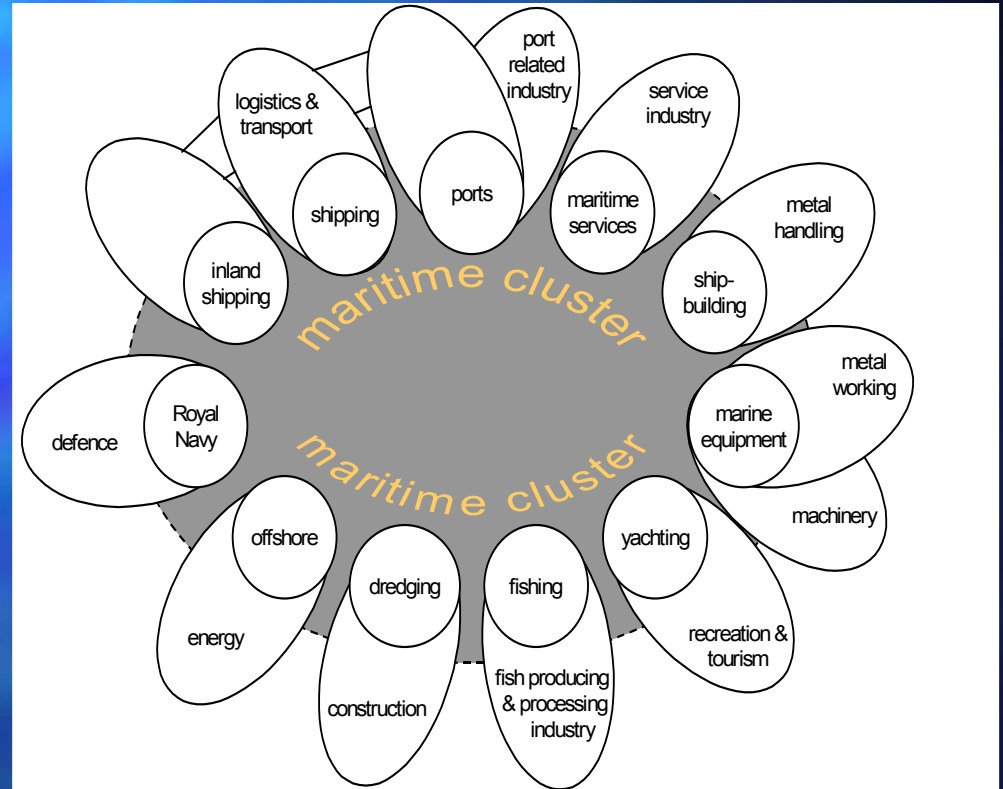 port
related
industry
service
industry
logistics &
transport
metal
handling
shipping
ports
maritime
services
inland
shipping
ship-
building
maritime cluster
metal
working
defence
Royal
Navy
marine
equipment
maritime cluster
machinery
offshore
yachting
dredging
fishing
energy
recreation &
tourism
construction
fish producing
& processing
industry